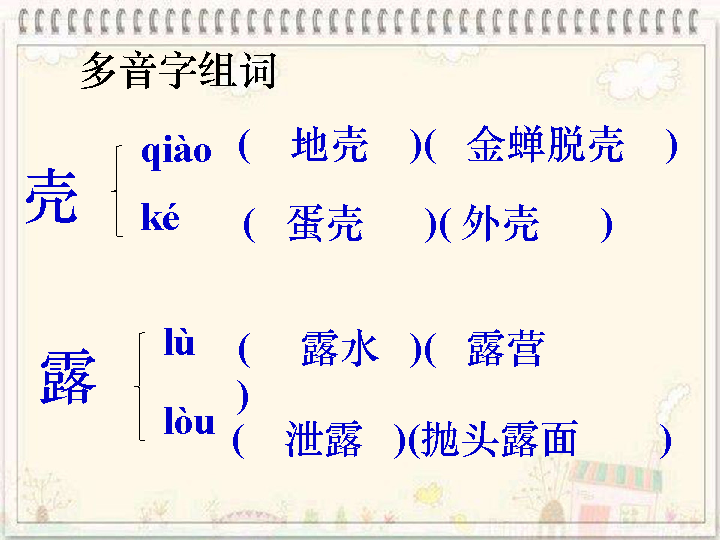 多音字组词
壳
qiào ( 地壳 )( 金蝉脱壳 )
ké ( 蛋壳 )( 外壳 )
露
lù ( 露水 )( 露营
)
lòu ( 泄露 )(抛头露面 )